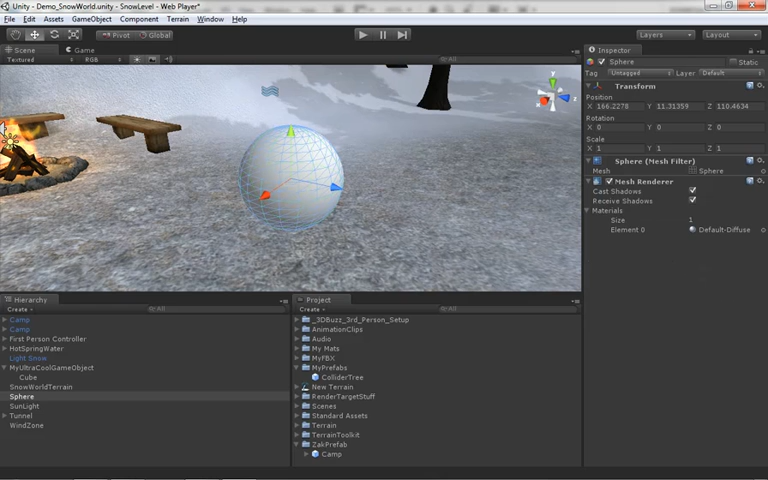 Unity - Demo_SnowWorld.unity - SnowLevel - Web Player*
File Edit Assets GameObject Component Terrain Window Help
Pivot Global Layers Layout
Scene Game
Textured RGB All
Inspector
Sphere Static
Tag Untagged Layer Default
Transform
Position
X 166.2278 Y 11.31359 Z 110.4634
Rotation
X 0 Y 0 Z 0
Scale
X 1 Y 1 Z 1
Sphere (Mesh Filter)
Mesh Sphere
Mesh Renderer
Cast Shadows
Receive Shadows
Materials
Size 1
Element 0 Default-Diffuse
y
x z
Hierarchy
Create All
Camp
Camp
First Person Controller
HotSpringWater
Light Snow
MyUltraCoolGameObject
Cube
SnowWorldTerrain
Sphere
SunLight
Tunnel
WindZone
Project
Create All
_3DBuzz_3rd_Person_Setup
AnimationClips
Audio
My Mats
MyFBX
MyPrefabs
ColliderTree
New Terrain
RenderTargetStuff
Scenes
Standard Assets
Terrain
TerrainToolkit
ZakPrefab
Camp